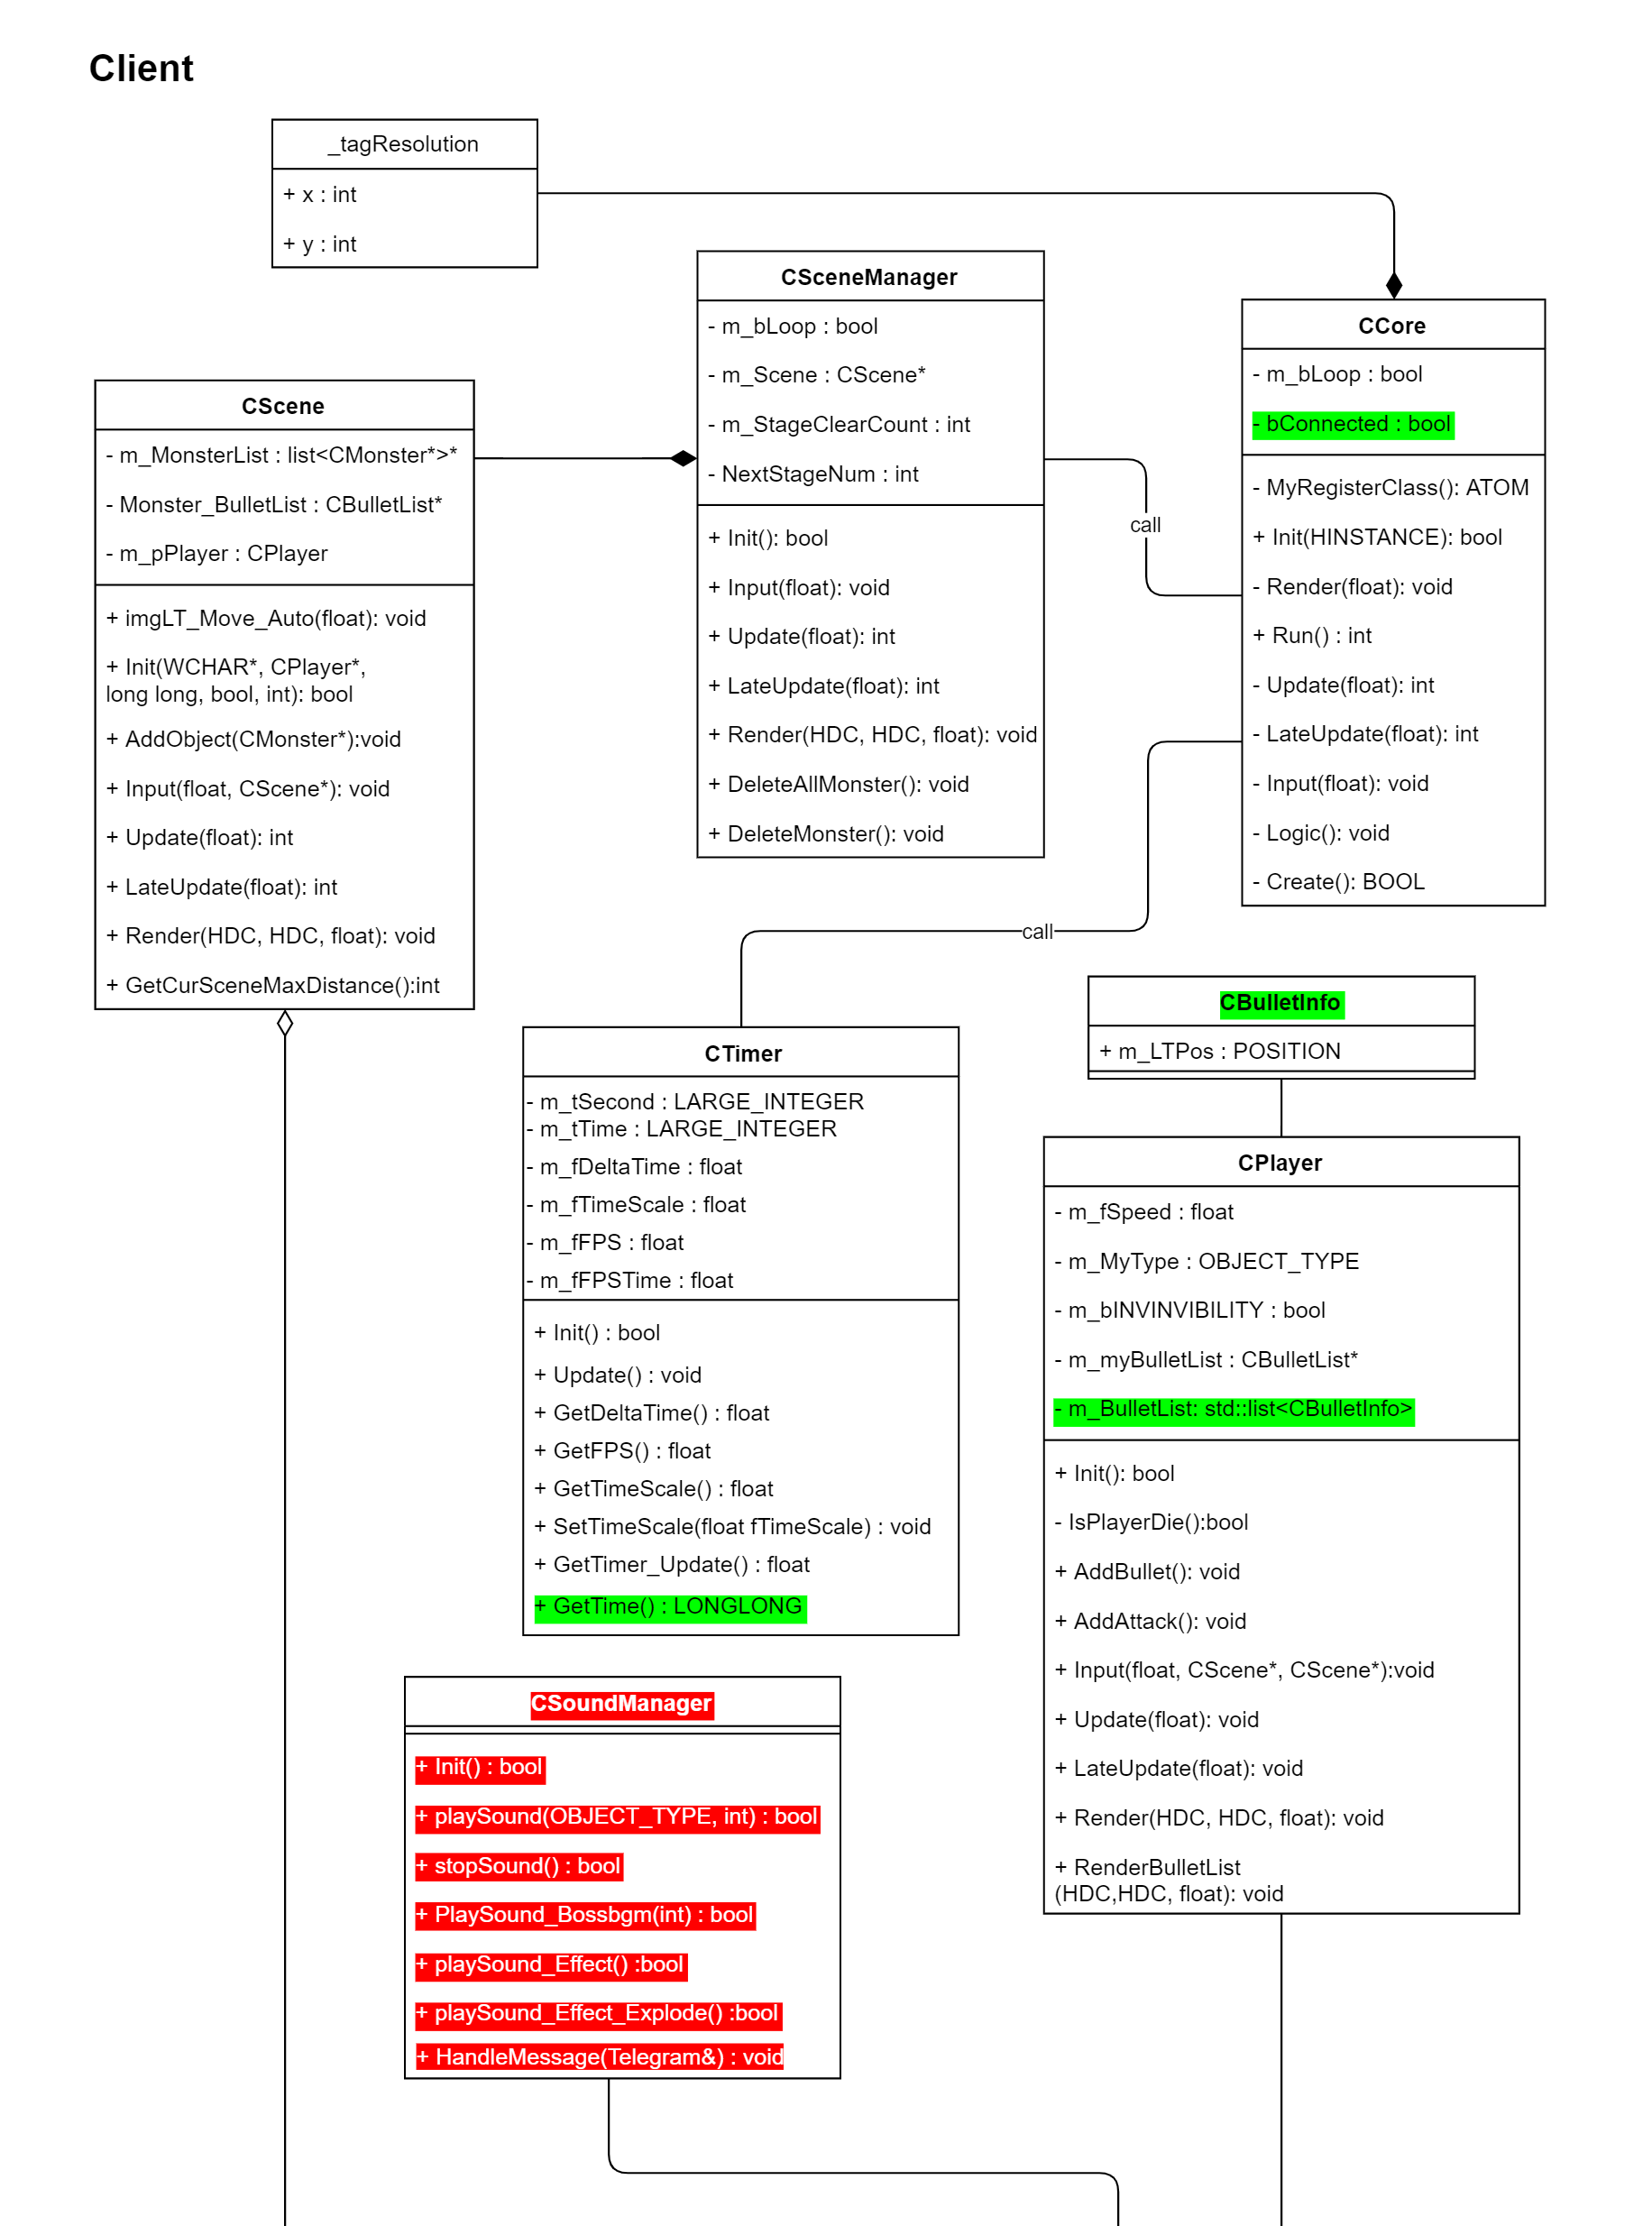 Client
_tagResolution
+ x : int
+ y : int
CSceneManager
- m_bLoop : bool
- m_Scene : CScene*
- m_StageClearCount : int
- NextStageNum : int
+ Init(): bool
+ Input(float): void
+ Update(float): int
+ LateUpdate(float): int
+ Render(HDC, HDC, float): void
+ DeleteAllMonster(): void
+ DeleteMonster(): void
CCore
- m_bLoop : bool
- bConnected : bool
- MyRegisterClass(): ATOM
+ Init(HINSTANCE): bool
- Render(float): void
+ Run() : int
- Update(float): int
- LateUpdate(float): int
- Input(float): void
- Logic(): void
- Create(): BOOL
call
CScene
- m_MonsterList : list<CMonster*>*
- Monster_BulletList : CBulletList*
- m_pPlayer : CPlayer
+ imgLT_Move_Auto(float): void
+ Init(WCHAR*, CPlayer*,
long long, bool, int): bool
+ AddObject(CMonster*):void
+ Input(float, CScene*): void
+ Update(float): int
+ LateUpdate(float): int
+ Render(HDC, HDC, float): void
+ GetCurSceneMaxDistance():int
call
CTimer
- m_tSecond : LARGE_INTEGER
- m_tTime : LARGE_INTEGER
- m_fDeltaTime : float
- m_fTimeScale : float
- m_fFPS : float
- m_fFPSTime : float
+ Init() : bool
+ Update() : void
+ GetDeltaTime() : float
+ GetFPS() : float
+ GetTimeScale() : float
+ SetTimeScale(float fTimeScale) : void
+ GetTimer_Update() : float
+ GetTime() : LONGLONG
CBulletInfo
+ m_LTPos : POSITION
CPlayer
- m_fSpeed : float
- m_MyType : OBJECT_TYPE
- m_bINVINVIBILITY : bool
- m_myBulletList : CBulletList*
- m_BulletList: std::list<CBulletInfo>
+ Init(): bool
- IsPlayerDie():bool
+ AddBullet(): void
+ AddAttack(): void
+ Input(float, CScene*, CScene*):void
+ Update(float): void
+ LateUpdate(float): void
+ Render(HDC, HDC, float): void
+ RenderBulletList
(HDC,HDC, float): void
CSoundManager
+ Init() : bool
+ playSound(OBJECT_TYPE, int) : bool
+ stopSound() : bool
+ PlaySound_Bossbgm(int) : bool
+ playSound_Effect() :bool
+ playSound_Effect_Explode() :bool
+ HandleMessage(Telegram&) : void